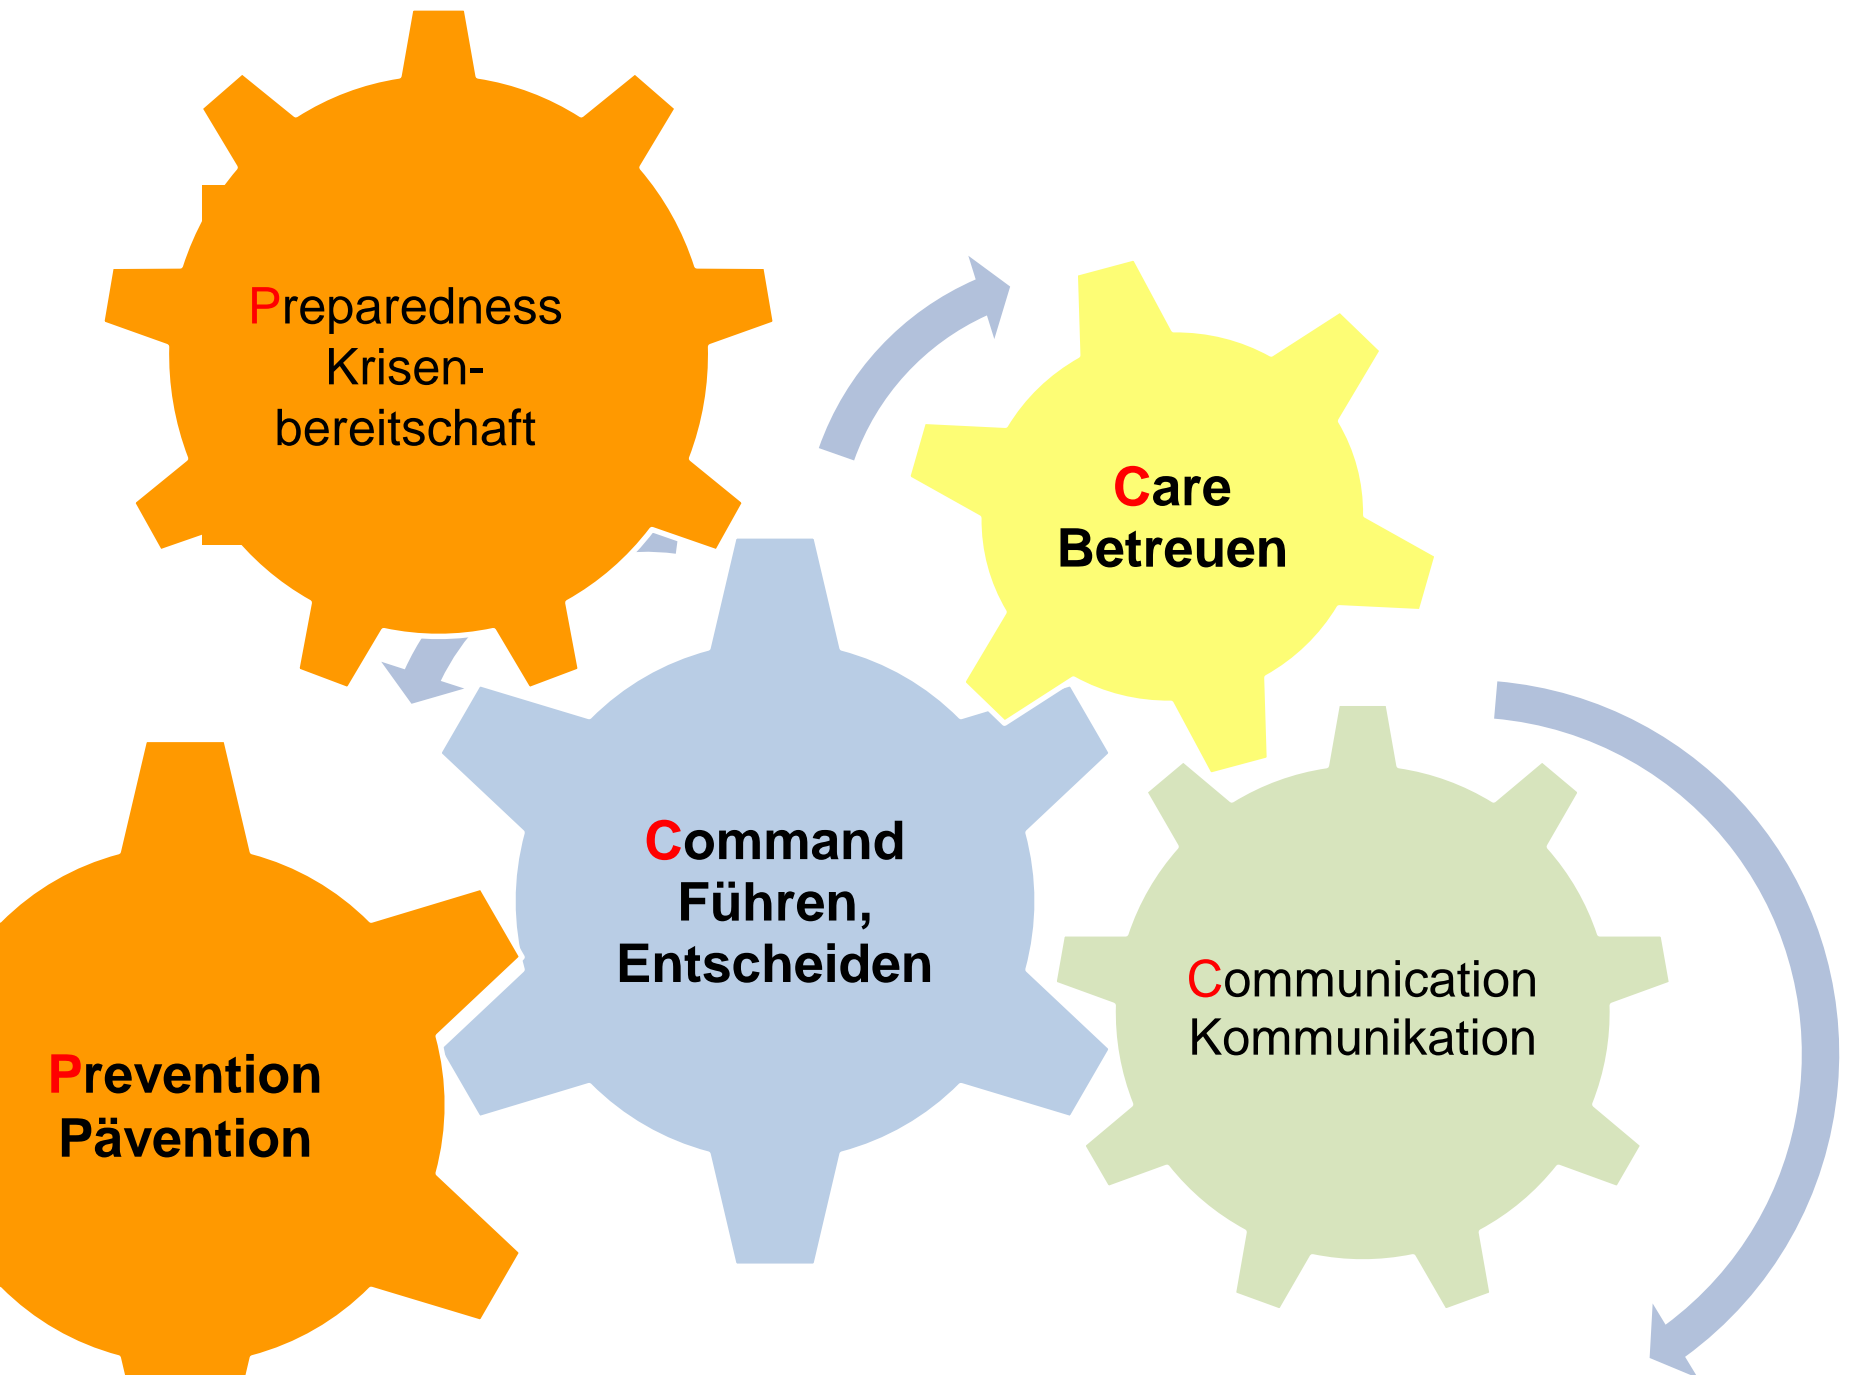 Preparedness
Krisen-
bereitschaft
Care
Betreuen
Command
Führen,
Entscheiden
Communication
Kommunikation
Prevention
Pävention